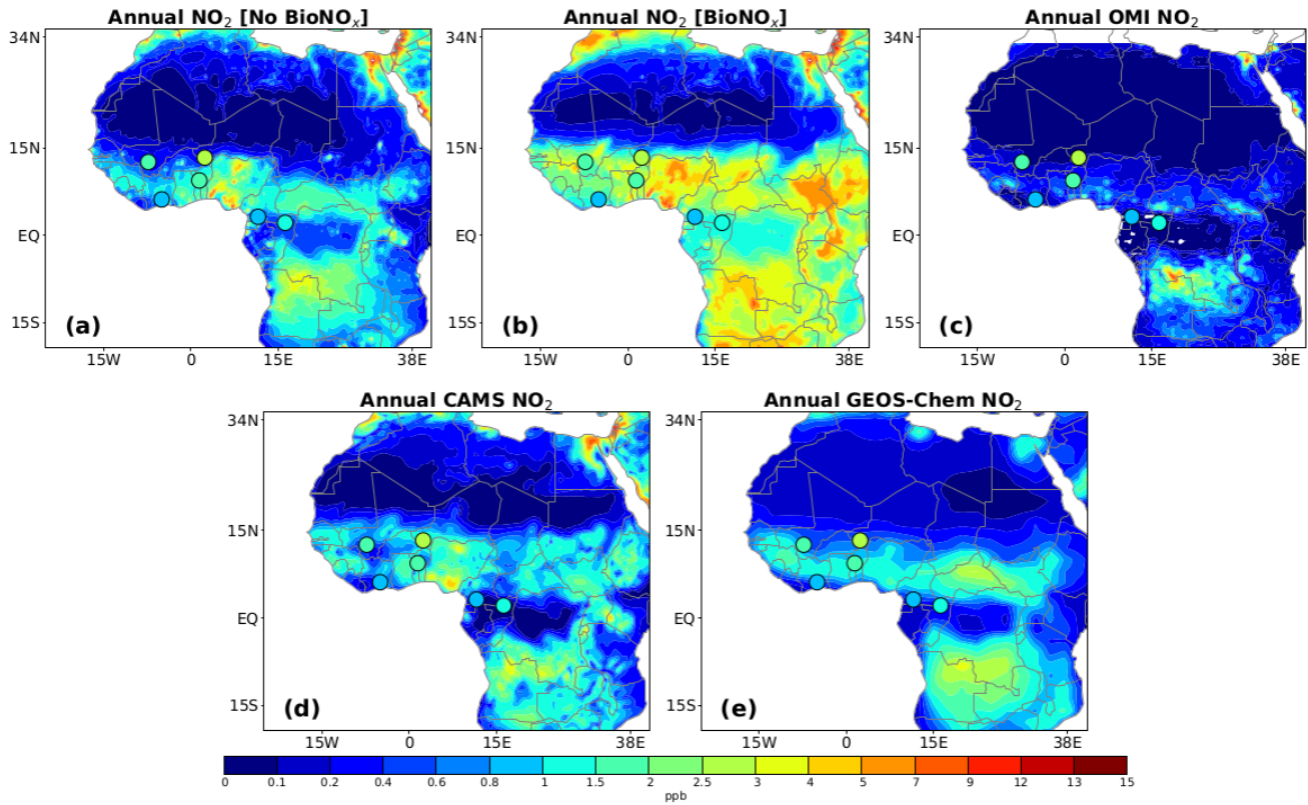 Annual NO₂ [No BioNOₓ]
Annual NO₂ [BioNOₓ]
Annual OMI NO₂
34N
15N
EQ
15S
(a)
15W
0
15E
38E
34N
15N
EQ
15S
(b)
15W
0
15E
38E
34N
15N
EQ
15S
(c)
15W
0
15E
38E
Annual CAMS NO₂
Annual GEOS-Chem NO₂
34N
15N
EQ
15S
(d)
15W
0
15E
38E
34N
15N
EQ
15S
(e)
15W
0
15E
38E
0 0.1 0.2 0.4 0.6 0.8 1 1.5 2 2.5 3 4 5 7 9 12 13 15
ppb